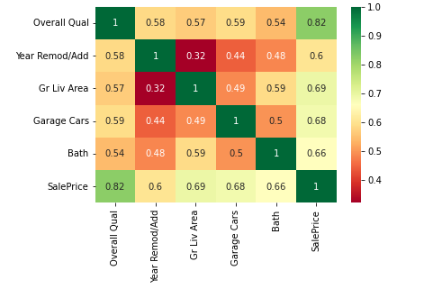 1.0
Overall Qual 1 0.58 0.57 0.59 0.54 0.82
0.9
Year Remod/Add 0.58 1 0.32 0.44 0.48 0.6
0.8
Gr Liv Area 0.57 0.32 1 0.49 0.59 0.69
0.7
Garage Cars 0.59 0.44 0.49 1 0.5 0.68
0.6
Bath 0.54 0.48 0.59 0.5 1 0.66
0.5
SalePrice 0.82 0.6 0.69 0.68 0.66 1
0.4
Overall Qual
Year Remod/Add
Gr Liv Area
Garage Cars
Bath
SalePrice